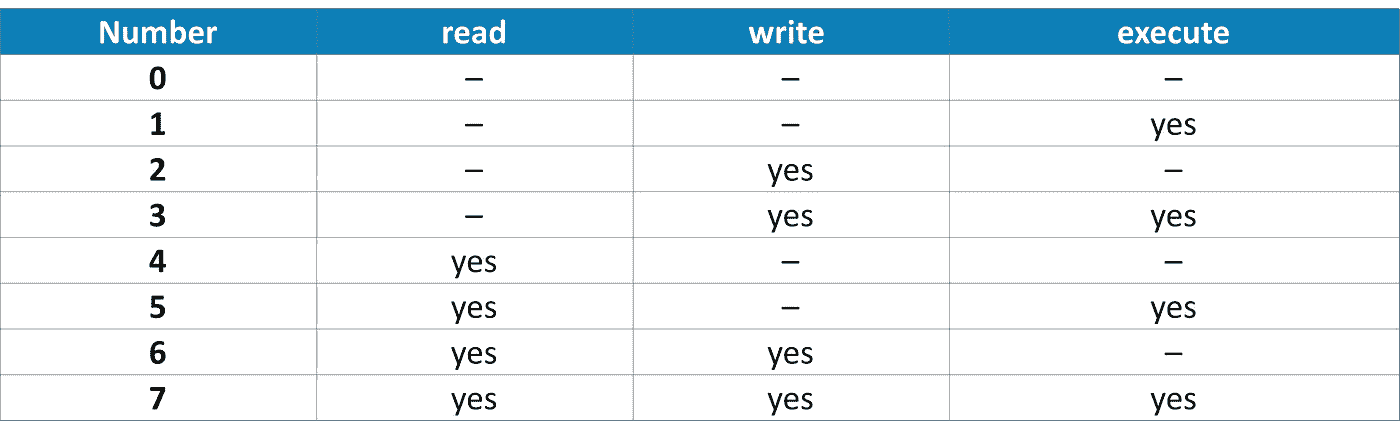 Number read write execute
0 – – –
1 – – yes
2 – yes –
3 – yes yes
4 yes – –
5 yes – yes
6 yes yes –
7 yes yes yes